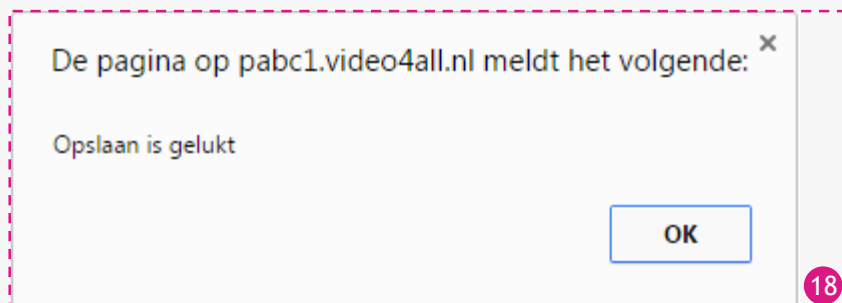 De pagina op pabc1.video4all.nl meldt het volgende:
×
Opslaan is gelukt
OK
18